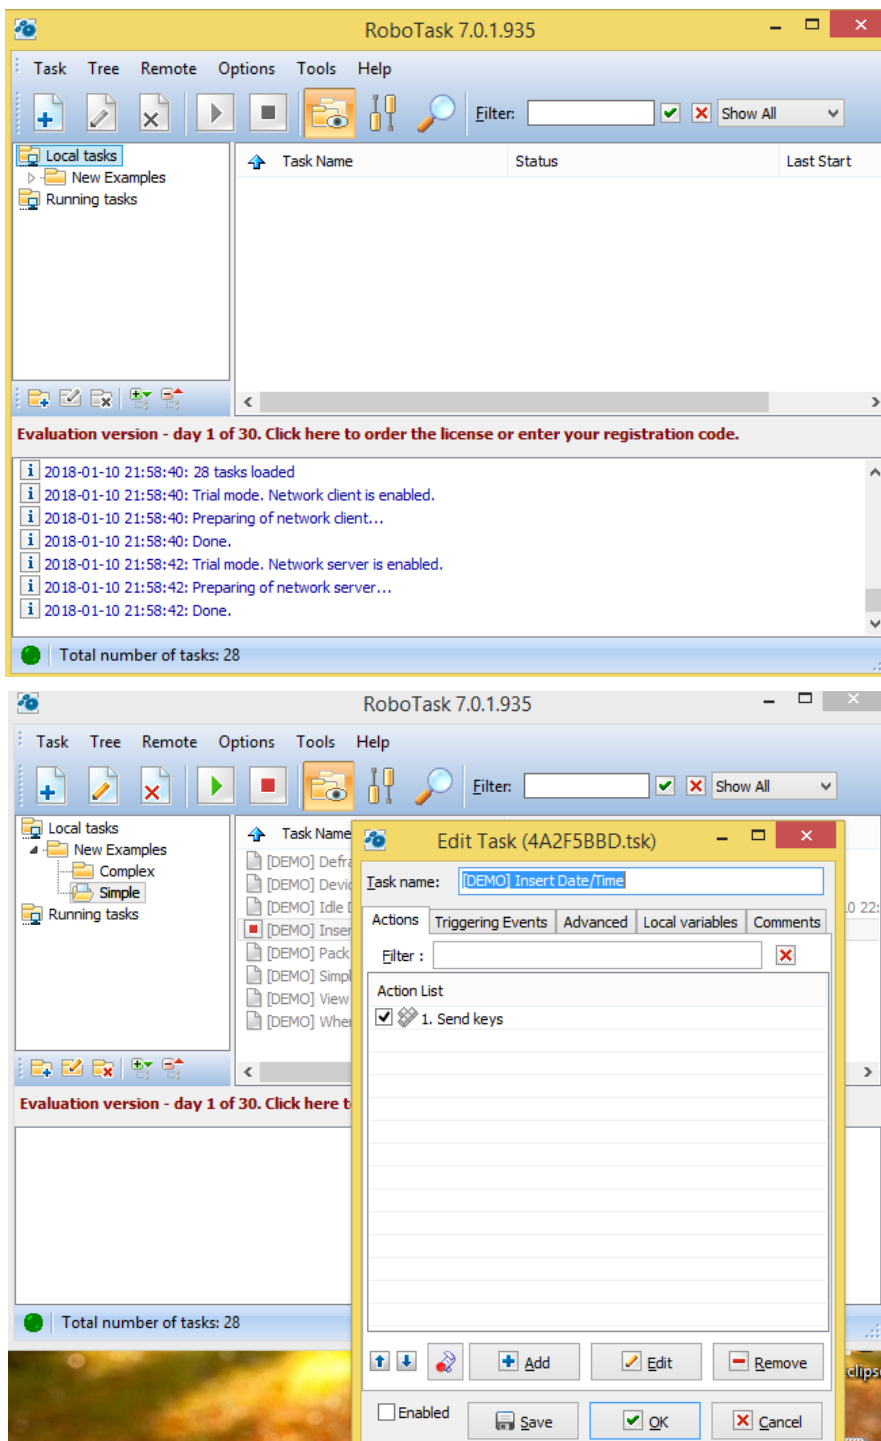 RoboTask 7.0.1.935
Task Tree Remote Options Tools Help
Filter: Show All
Local tasks
New Examples
Running tasks
Task Name Status Last Start
Evaluation version - day 1 of 30. Click here to order the license or enter your registration code.
2018-01-10 21:58:40: 28 tasks loaded
2018-01-10 21:58:40: Trial mode. Network client is enabled.
2018-01-10 21:58:40: Preparing of network client...
2018-01-10 21:58:40: Done.
2018-01-10 21:58:42: Trial mode. Network server is enabled.
2018-01-10 21:58:42: Preparing of network server...
2018-01-10 21:58:42: Done.
Total number of tasks: 28
RoboTask 7.0.1.935
Task Tree Remote Options Tools Help
Filter: Show All
Local tasks
New Examples
Complex
Simple
Running tasks
Task Name
[DEMO] Defra
[DEMO] Devic
[DEMO] Idle
0 22:
[DEMO] Inser
[DEMO] Pack
[DEMO] Simpl
[DEMO] View
[DEMO] Whe
Evaluation version - day 1 of 30. Click here t
Total number of tasks: 28
Edit Task (4A2F5BBD.tsk)
Task name: [DEMO] Insert Date/Time
Actions Triggering Events Advanced Local variables Comments
Filter :
Action List
1. Send keys
Add Edit Remove
Enabled Save OK Cancel
clips